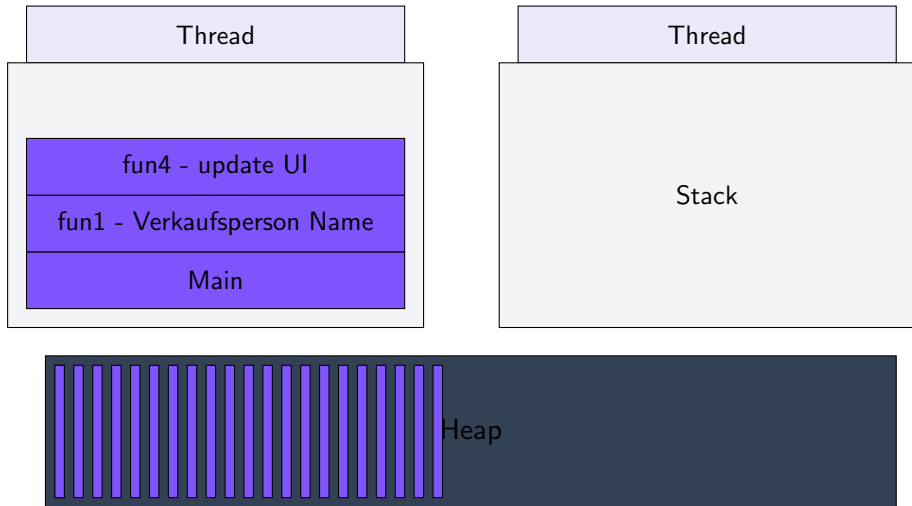 Thread
Thread
fun4 - update UI
fun1 - Verkaufsperson Name
Main
Stack
Heap